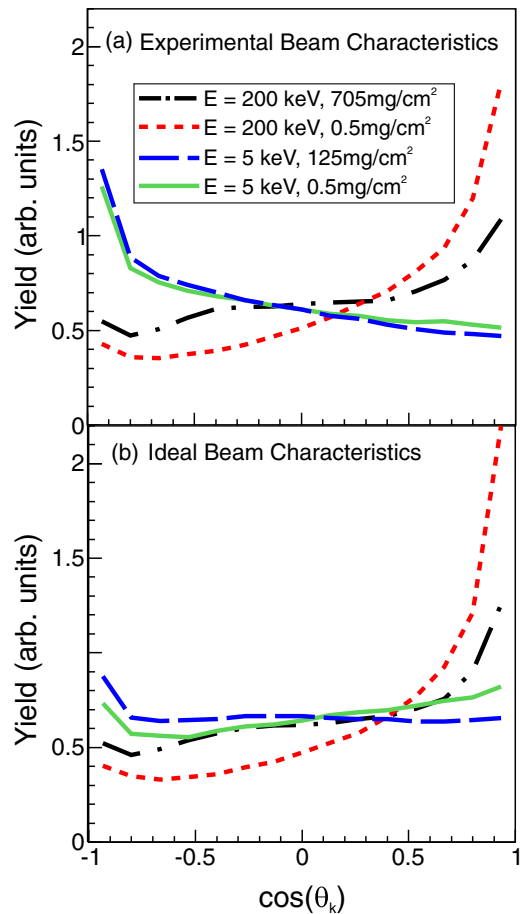 (a) Experimental Beam Characteristics
E = 200 keV, 705mg/cm²
E = 200 keV, 0.5mg/cm²
E = 5 keV, 125mg/cm²
E = 5 keV, 0.5mg/cm²
Yield (arb. units)
2
1.5
1
0.5
0
(b) Ideal Beam Characteristics
Yield (arb. units)
2
1.5
1
0.5
0
-1
-0.5
0
0.5
1
cos(θₖ)